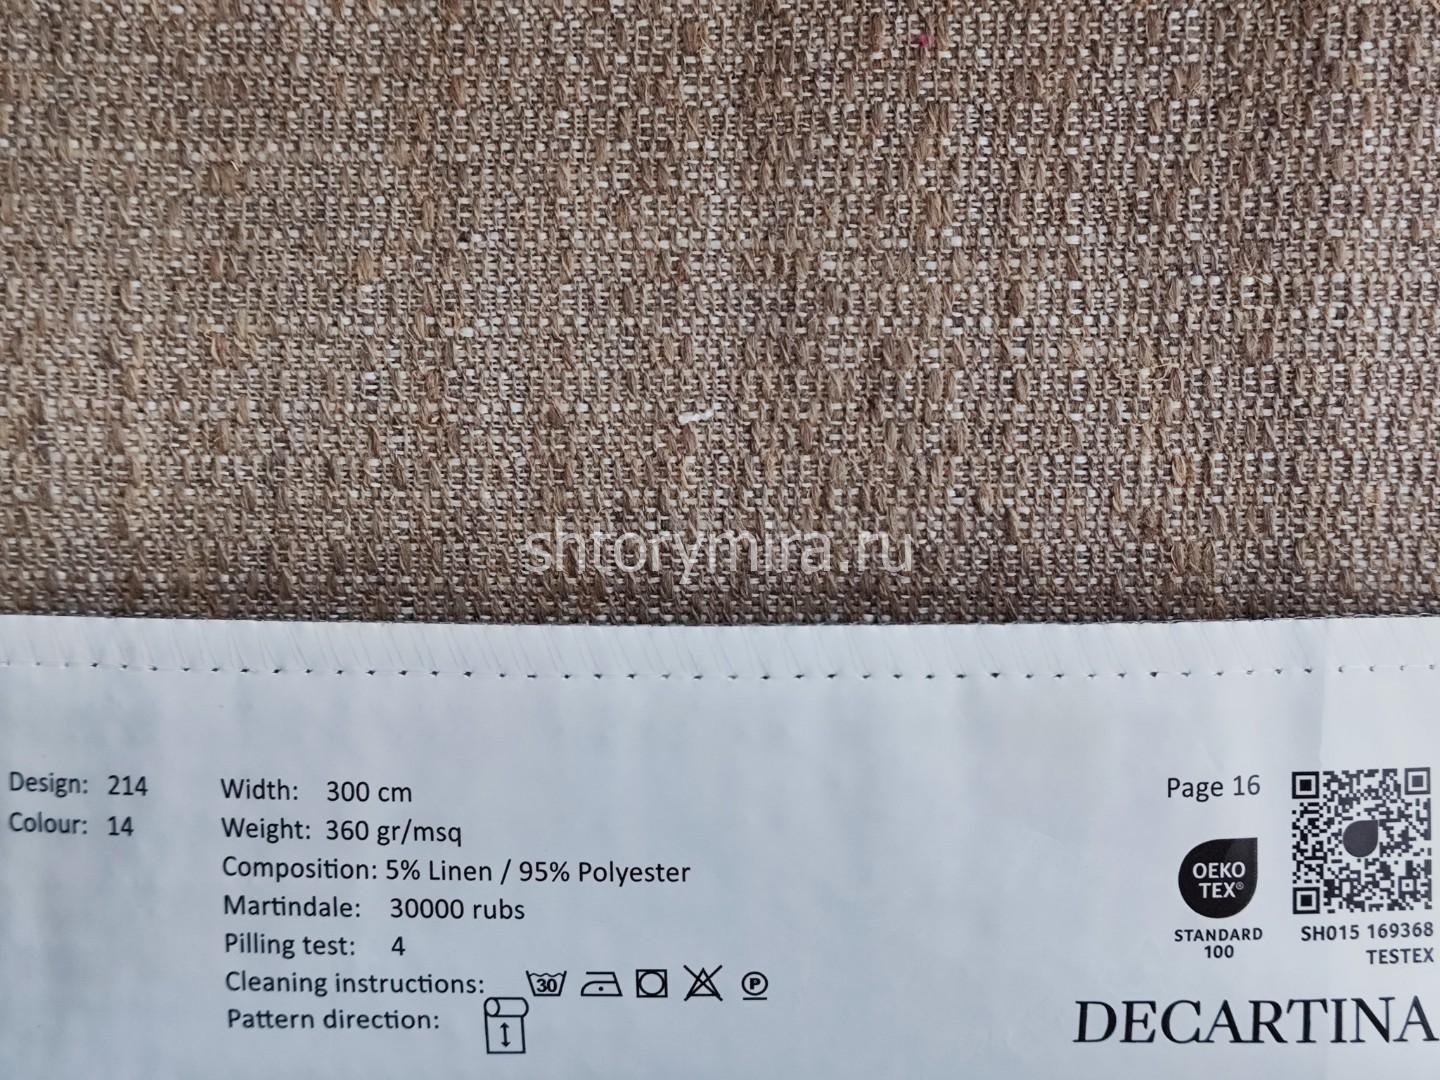 shtorymira.ru
Design: 214
Colour: 14
Width: 300 cm
Weight: 360 gr/msq
Composition: 5% Linen / 95% Polyester
Martindale: 30000 rubs
Pilling test: 4
Cleaning instructions: 30 P
Pattern direction:
Page 16
OEKO
TEX®
STANDARD
100
SH015 169368
TESTEX
DECARTINA